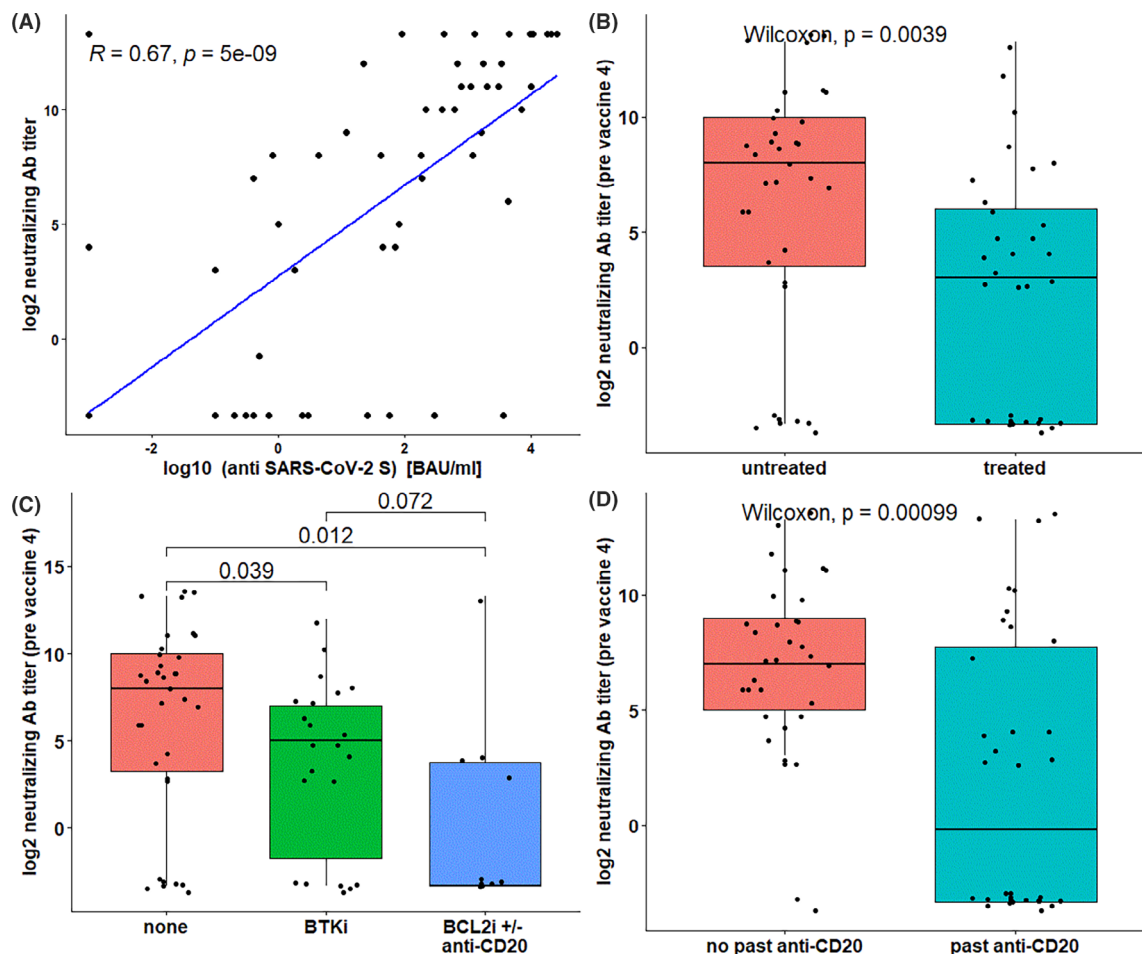 (A)
R = 0.67, p = 5e-09
log2 neutralizing Ab titer
10
5
0
-2
0
2
4
log10 (anti SARS-CoV-2 S) [BAU/ml]
(B)
Wilcoxon, p = 0.0039
log2 neutralizing Ab titer (pre vaccine 4)
10
5
0
untreated
treated
(C)
0.072
0.012
0.039
log2 neutralizing Ab titer (pre vaccine 4)
15
10
5
0
none
BTKi
BCL2i +/-
anti-CD20
(D)
Wilcoxon, p = 0.00099
log2 neutralizing Ab titer (pre vaccine 4)
10
5
0
no past anti-CD20
past anti-CD20